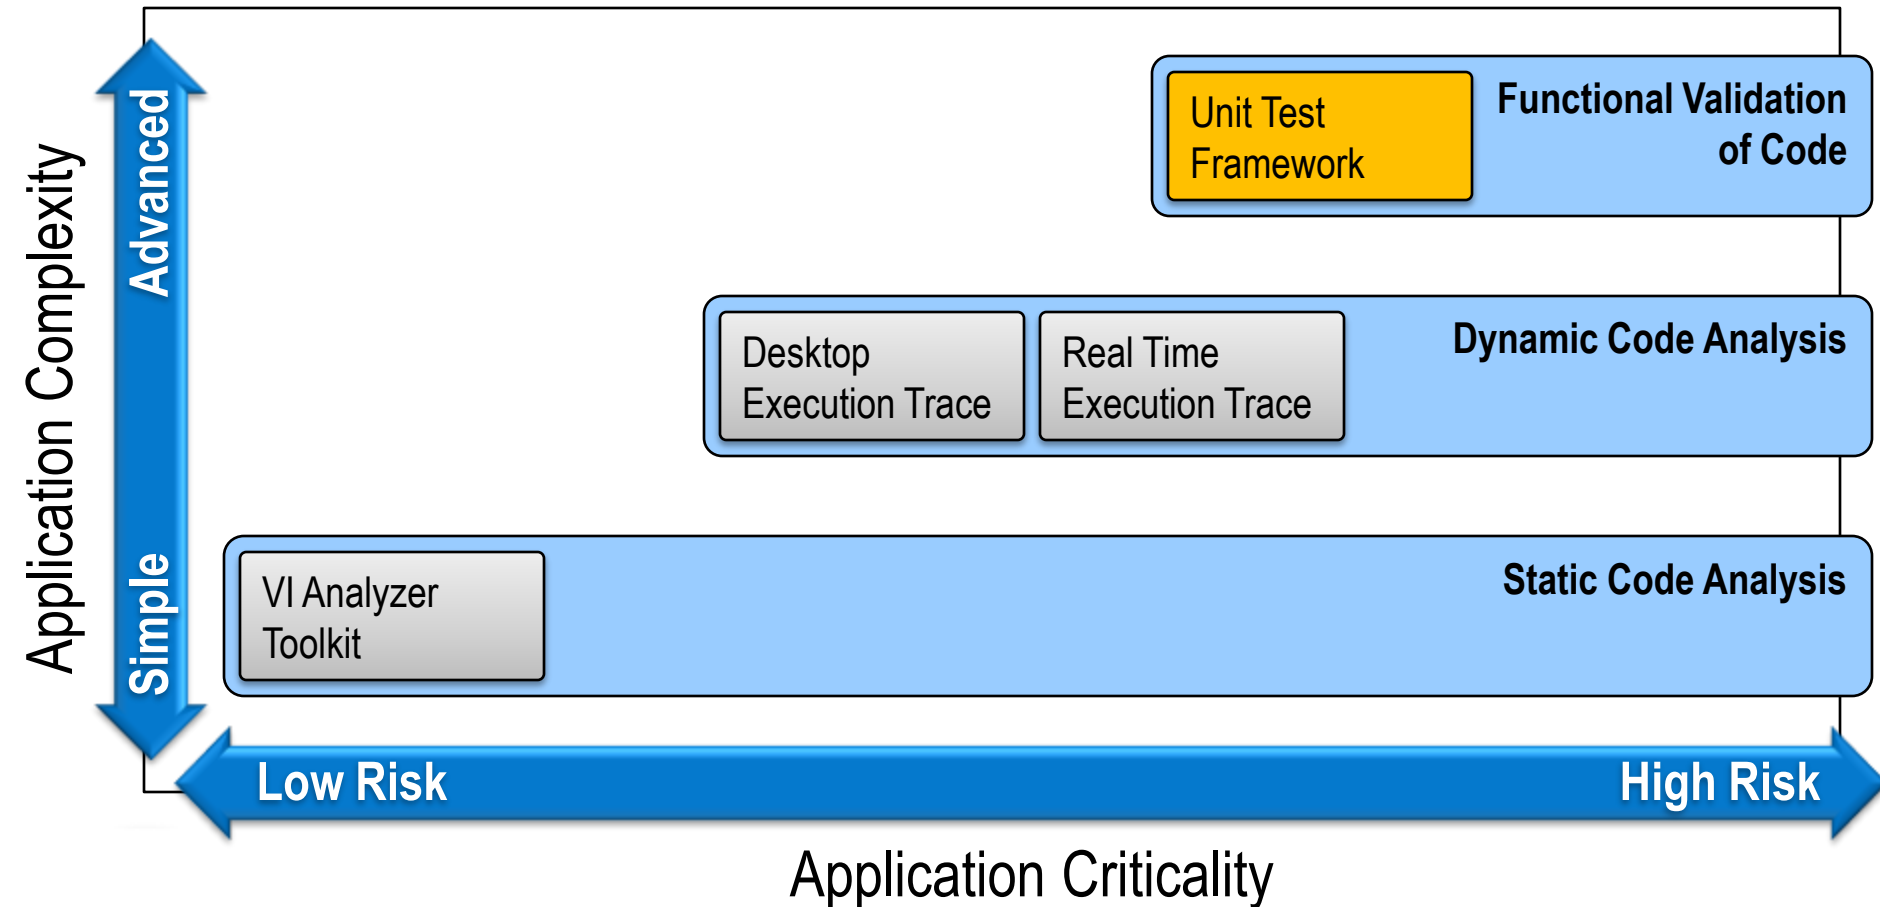 Application Complexity
Advanced
Simple
Unit Test
Framework
Functional Validation
of Code
Desktop
Execution Trace
Real Time
Execution Trace
Dynamic Code Analysis
VI Analyzer
Toolkit
Static Code Analysis
Low Risk
High Risk
Application Criticality